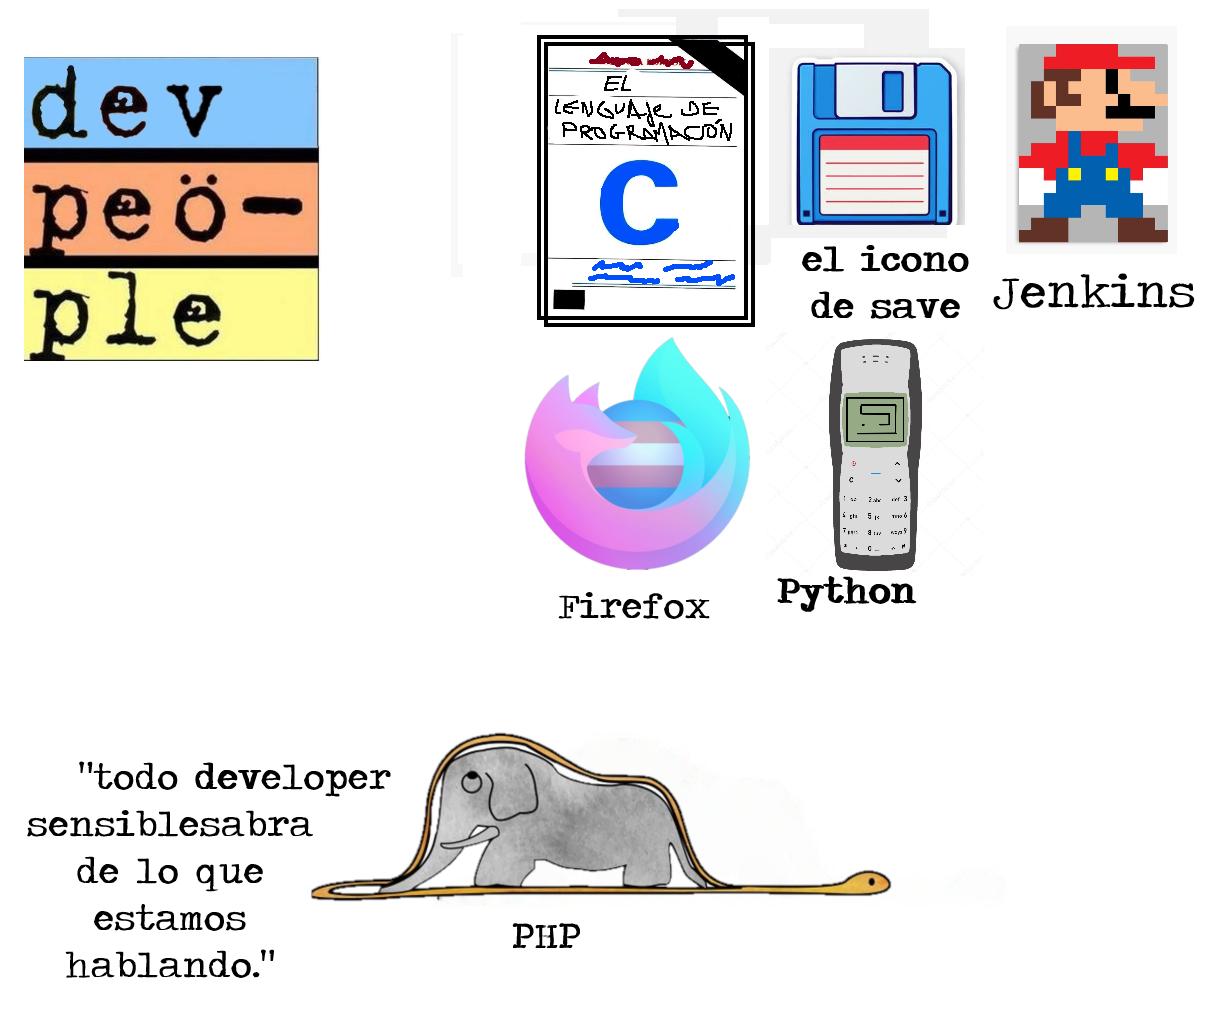 dev
peö-
ple
EL
LENGUAJE DE
PROGRAMACIÓN
C
el icono
de save
Jenkins
Firefox
Python
"todo developer
sensiblesabra
de lo que
estamos
hablando."
PHP